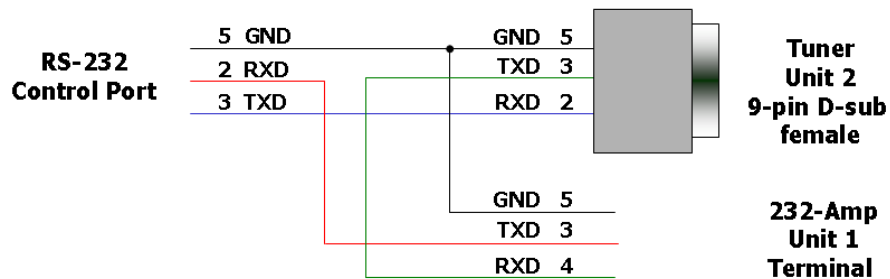 RS-232
Control Port
5 GND
2 RXD
3 TXD
GND 5
TXD 3
RXD 2
Tuner
Unit 2
9-pin D-sub
female
GND 5
TXD 3
RXD 4
232-Amp
Unit 1
Terminal